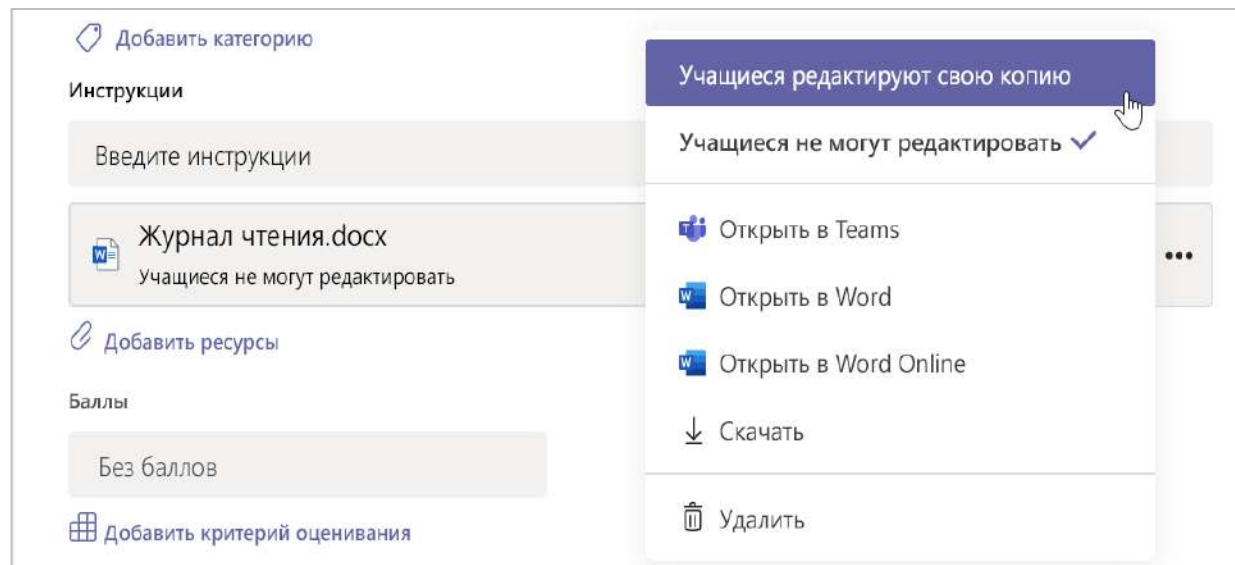 Добавить категорию
Инструкции
Введите инструкции
Журнал чтения.docx
Учащиеся не могут редактировать
Добавить ресурсы
Баллы
Без баллов
Добавить критерий оценивания
Учащиеся редактируют свою копию
Учащиеся не могут редактировать
Открыть в Teams
Открыть в Word
Открыть в Word Online
Скачать
Удалить